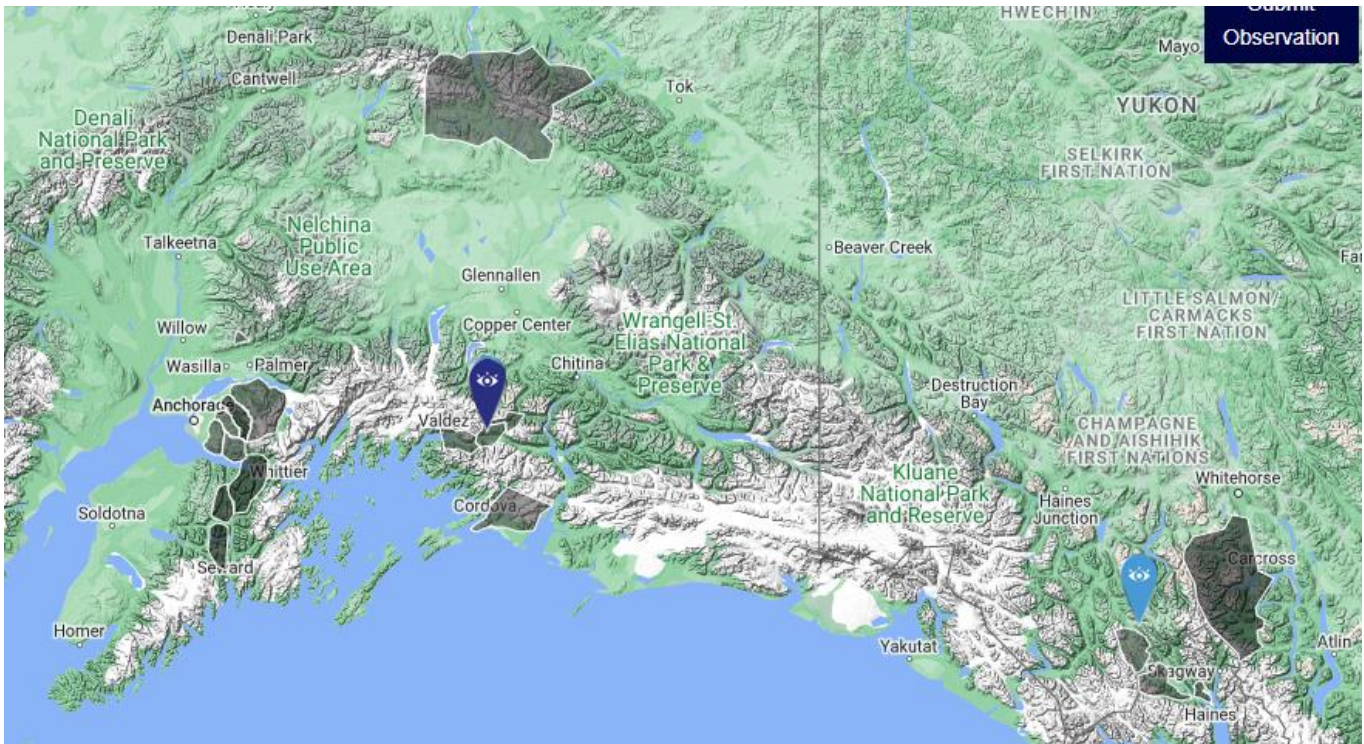 HWËCH'IN
Submit
Observation
Denali Park
Mayo
Cantwell
Tok
YUKON
Denali
National Park
and Preserve
SELKIRK
FIRST NATION
Nelchina
Public
Use Area
Talkeetna
Beaver Creek
Glennallen
LITTLE SALMON/
CARMACKS
FIRST NATION
Willow
Copper Center
Wrangell-St.
Elias National
Park &
Preserve
Wasilla
Palmer
Chitina
Destruction
Bay
Anchorage
Valdez
CHAMPAGNE
AND AISHIHIK
FIRST NATIONS
Whittier
Kluane
National Park
and Reserve
Whitehorse
Soldotna
Cordova
Haines
Junction
Seward
Carcross
Homer
Yakutat
Atlin
Skagway
Haines